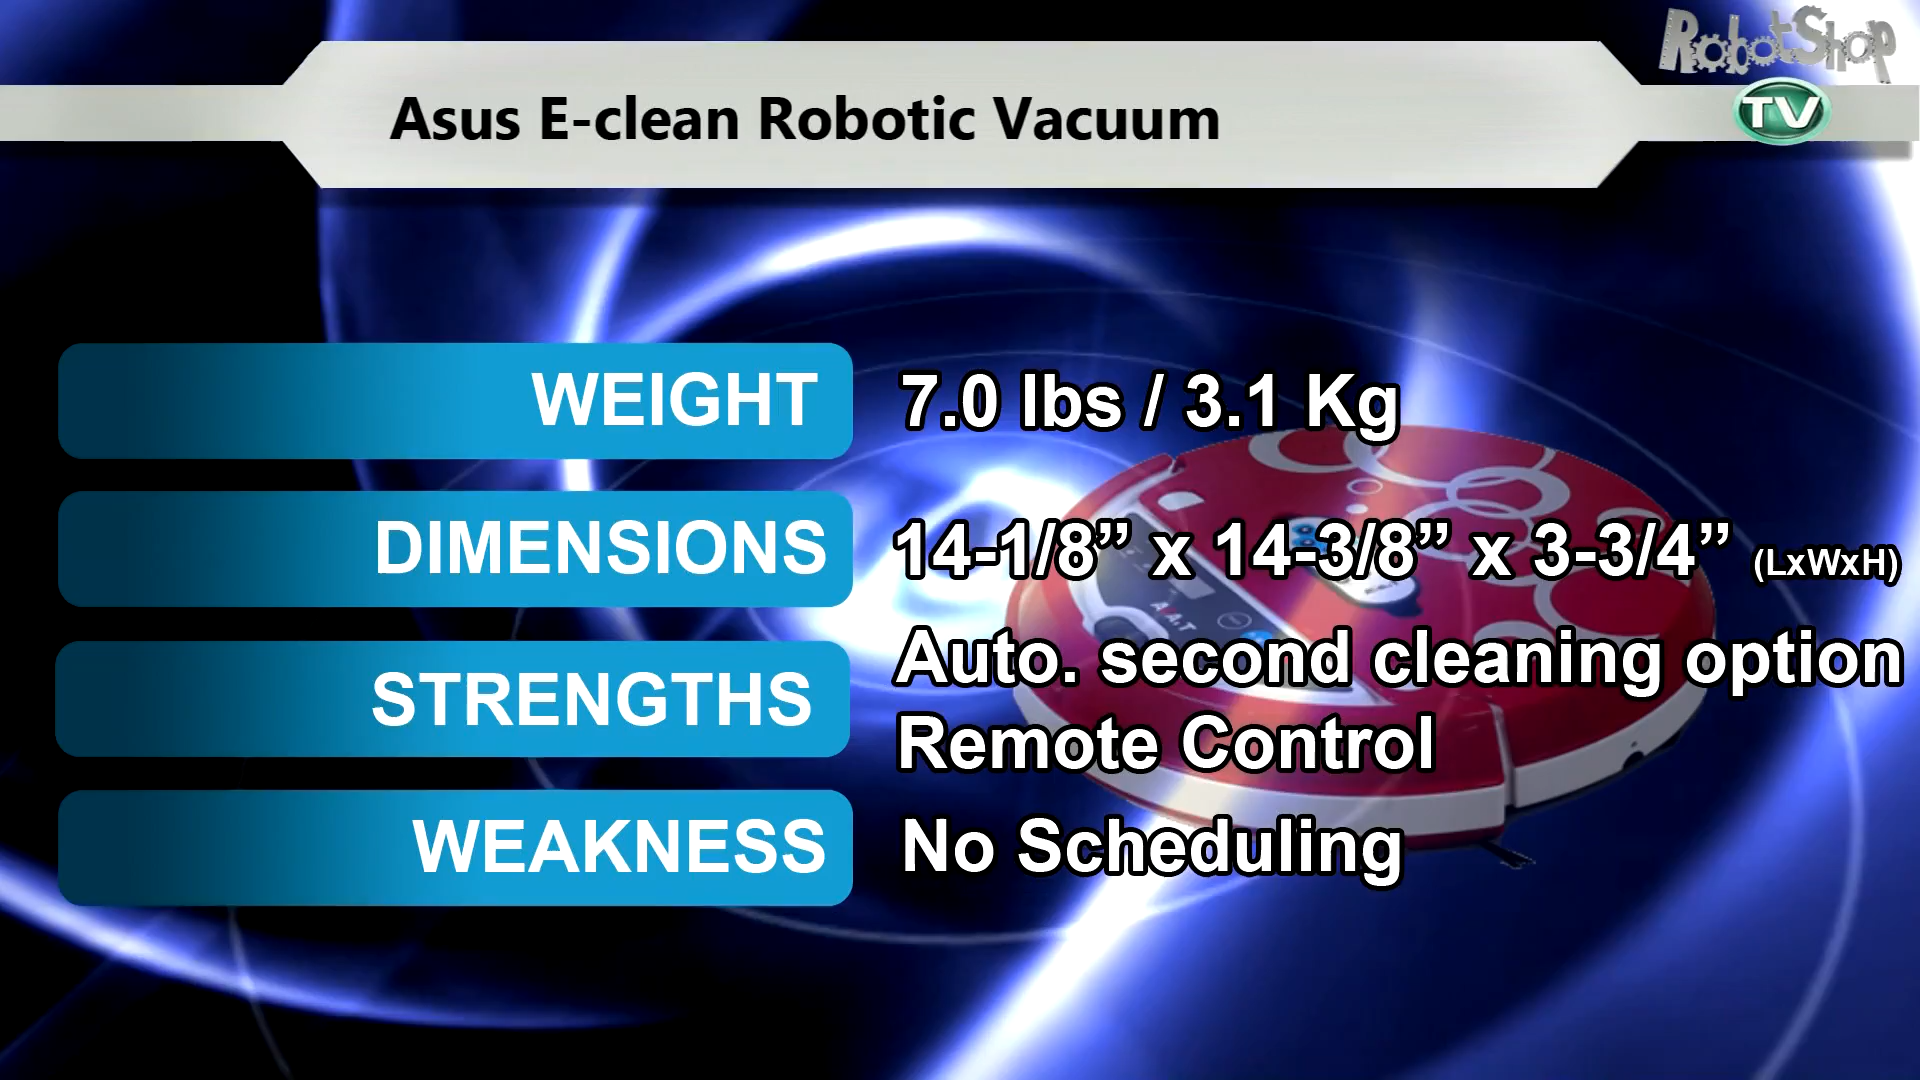 RobotShop
TV
Asus E-clean Robotic Vacuum
WEIGHT 7.0 lbs / 3.1 Kg
DIMENSIONS 14-1/8” x 14-3/8” x 3-3/4” (LxWxH)
STRENGTHS Auto. second cleaning option
Remote Control
WEAKNESS No Scheduling